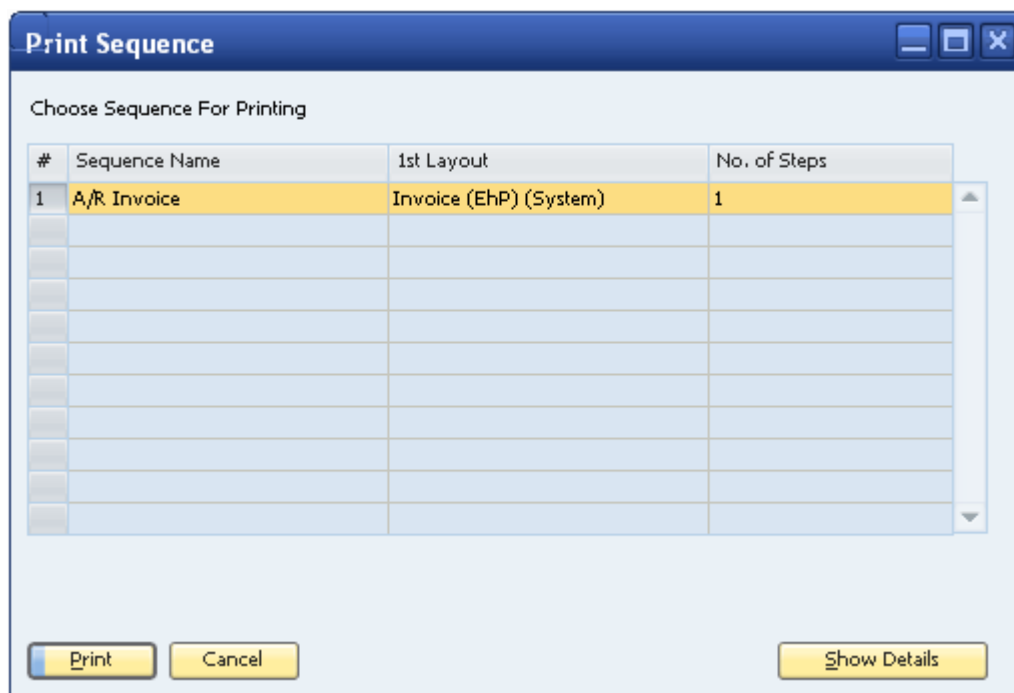 Print Sequence
Choose Sequence For Printing
# Sequence Name 1st Layout No. of Steps
1 A/R Invoice Invoice (EhP) (System) 1
Print Cancel Show Details